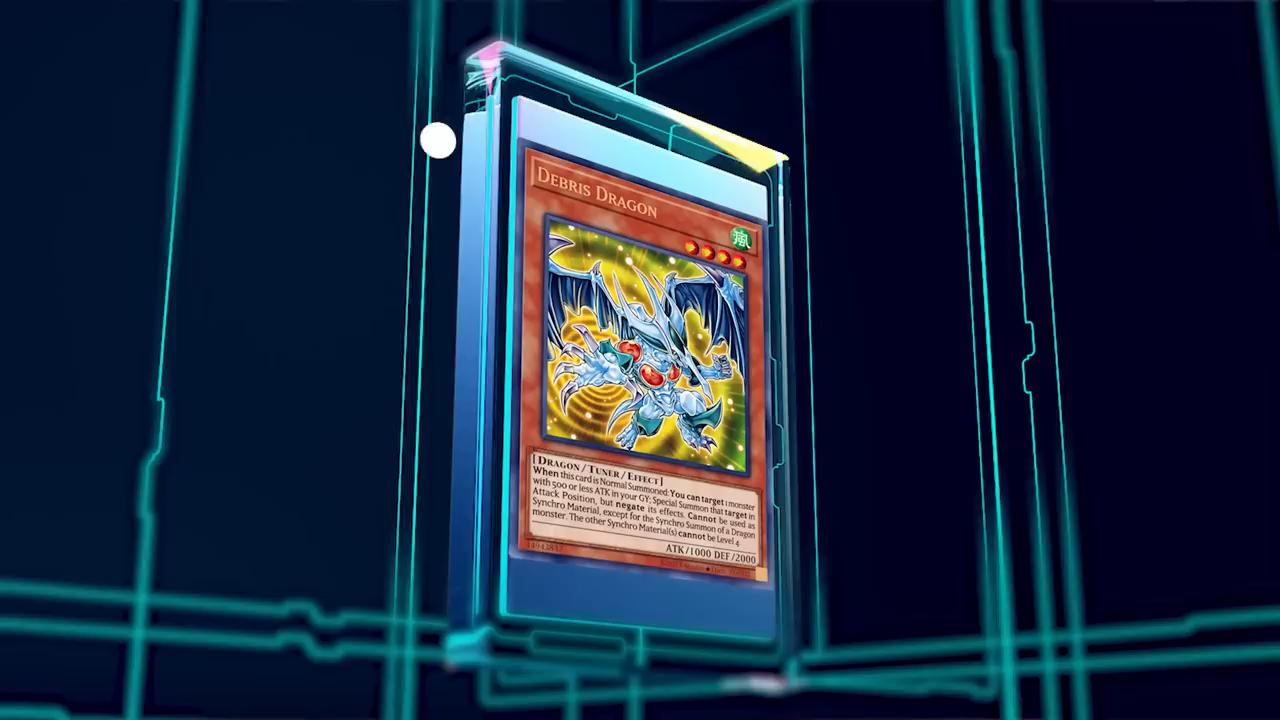 DEBRIS DRAGON
風
[DRAGON/TUNER/EFFECT]
When this card is Normal Summoned: You can target 1 monster
with 500 or less ATK in your GY; Special Summon that target in
Attack Position, but negate its effects. Cannot be used as
Synchro Material, except for the Synchro Summon of a Dragon
monster. The other Synchro Material(s) cannot be Level 4
ATK/1000 DEF/2000